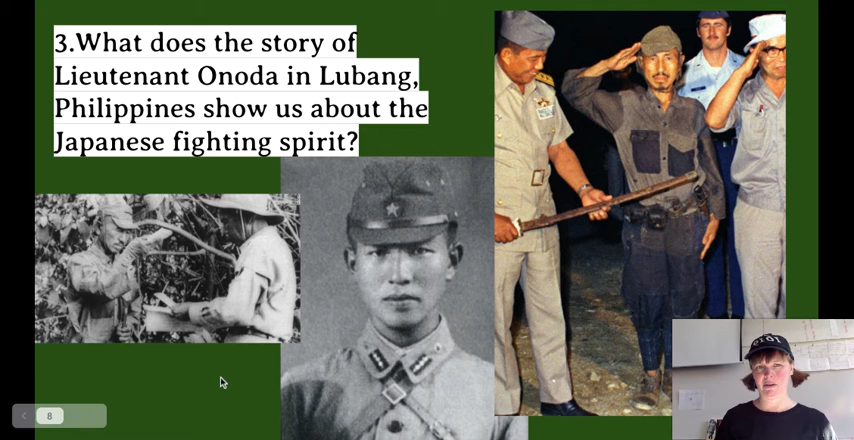 3.What does the story of
Lieutenant Onoda in Lubang,
Philippines show us about the
Japanese fighting spirit?
8